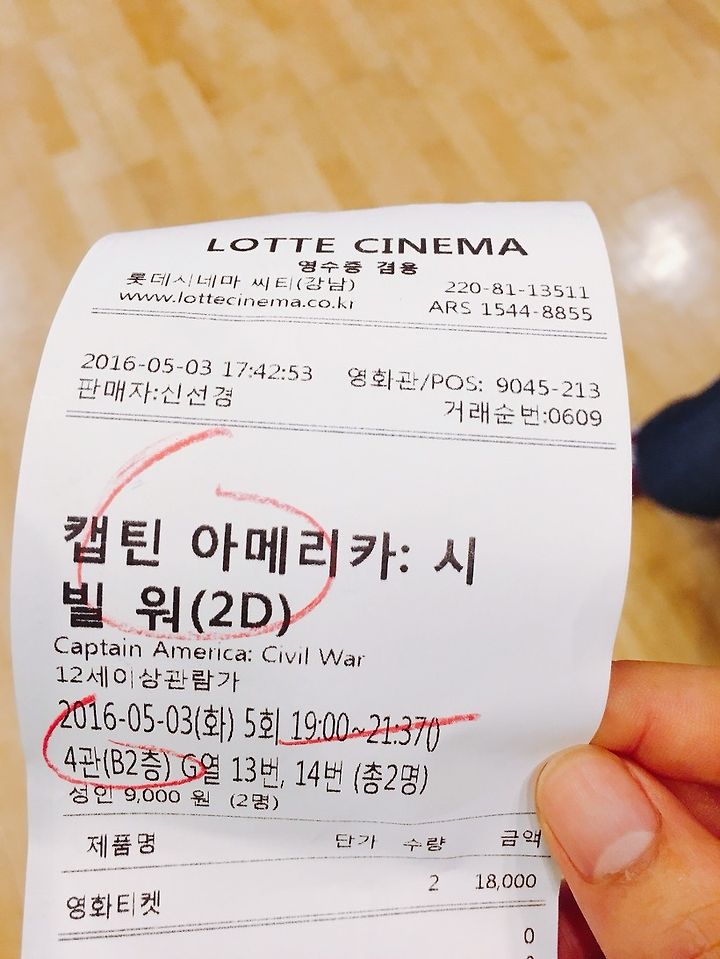 LOTTE CINEMA
영수증 겸용
롯데시네마 씨티(강남) 220-81-13511
www.lottecinema.co.kr ARS 1544-8855
2016-05-03 17:42:53 영화관/POS: 9045-213
판매자:신선경 거래순번:0609
캡틴 아메리카: 시
빌 워(2D)
Captain America: Civil War
12세이상관람가
2016-05-03(화) 5회 19:00~21:37()
4관(B2층) G열 13번, 14번 (총2명)
성인 9,000 원 (2명)
제품명 단가 수량 금액
영화티켓 2 18,000
0
0